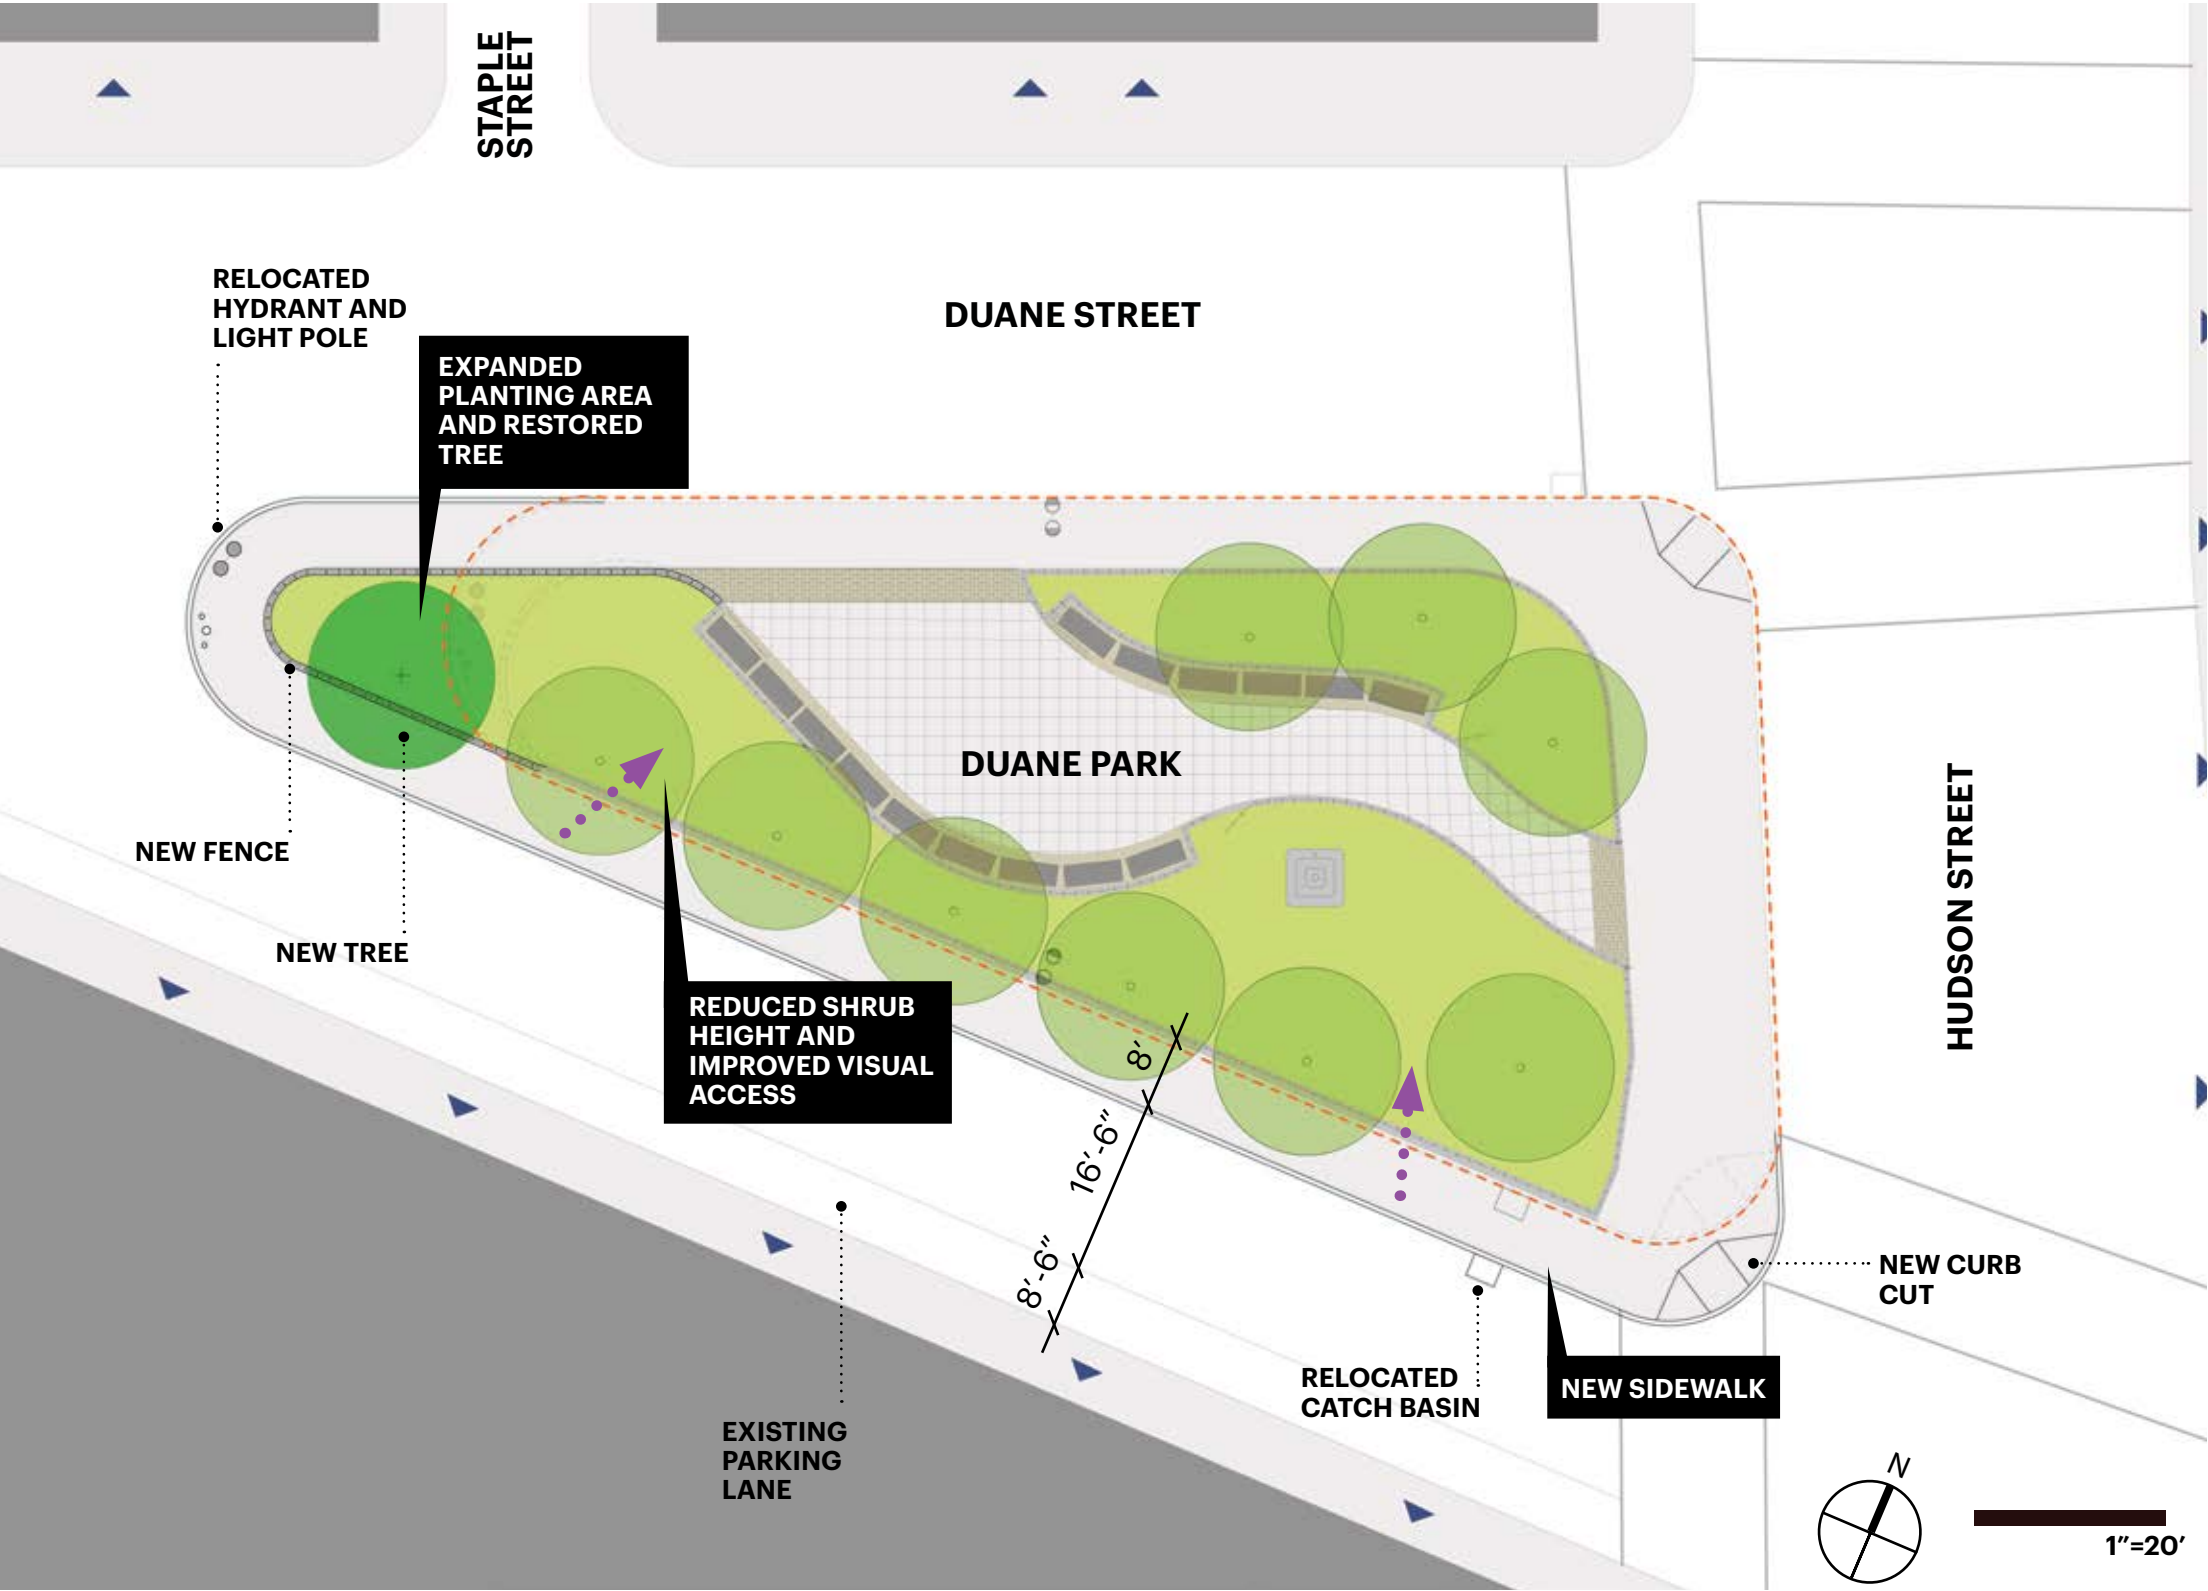 STAPLE
STREET
RELOCATED
HYDRANT AND
LIGHT POLE
DUANE STREET
EXPANDED
PLANTING AREA
AND RESTORED
TREE
DUANE PARK
HUDSON STREET
NEW FENCE
NEW TREE
REDUCED SHRUB
HEIGHT AND
IMPROVED VISUAL
ACCESS
8′
16′-6″
8′-6″
NEW CURB
CUT
RELOCATED
CATCH BASIN
NEW SIDEWALK
EXISTING
PARKING
LANE
N
1″=20′